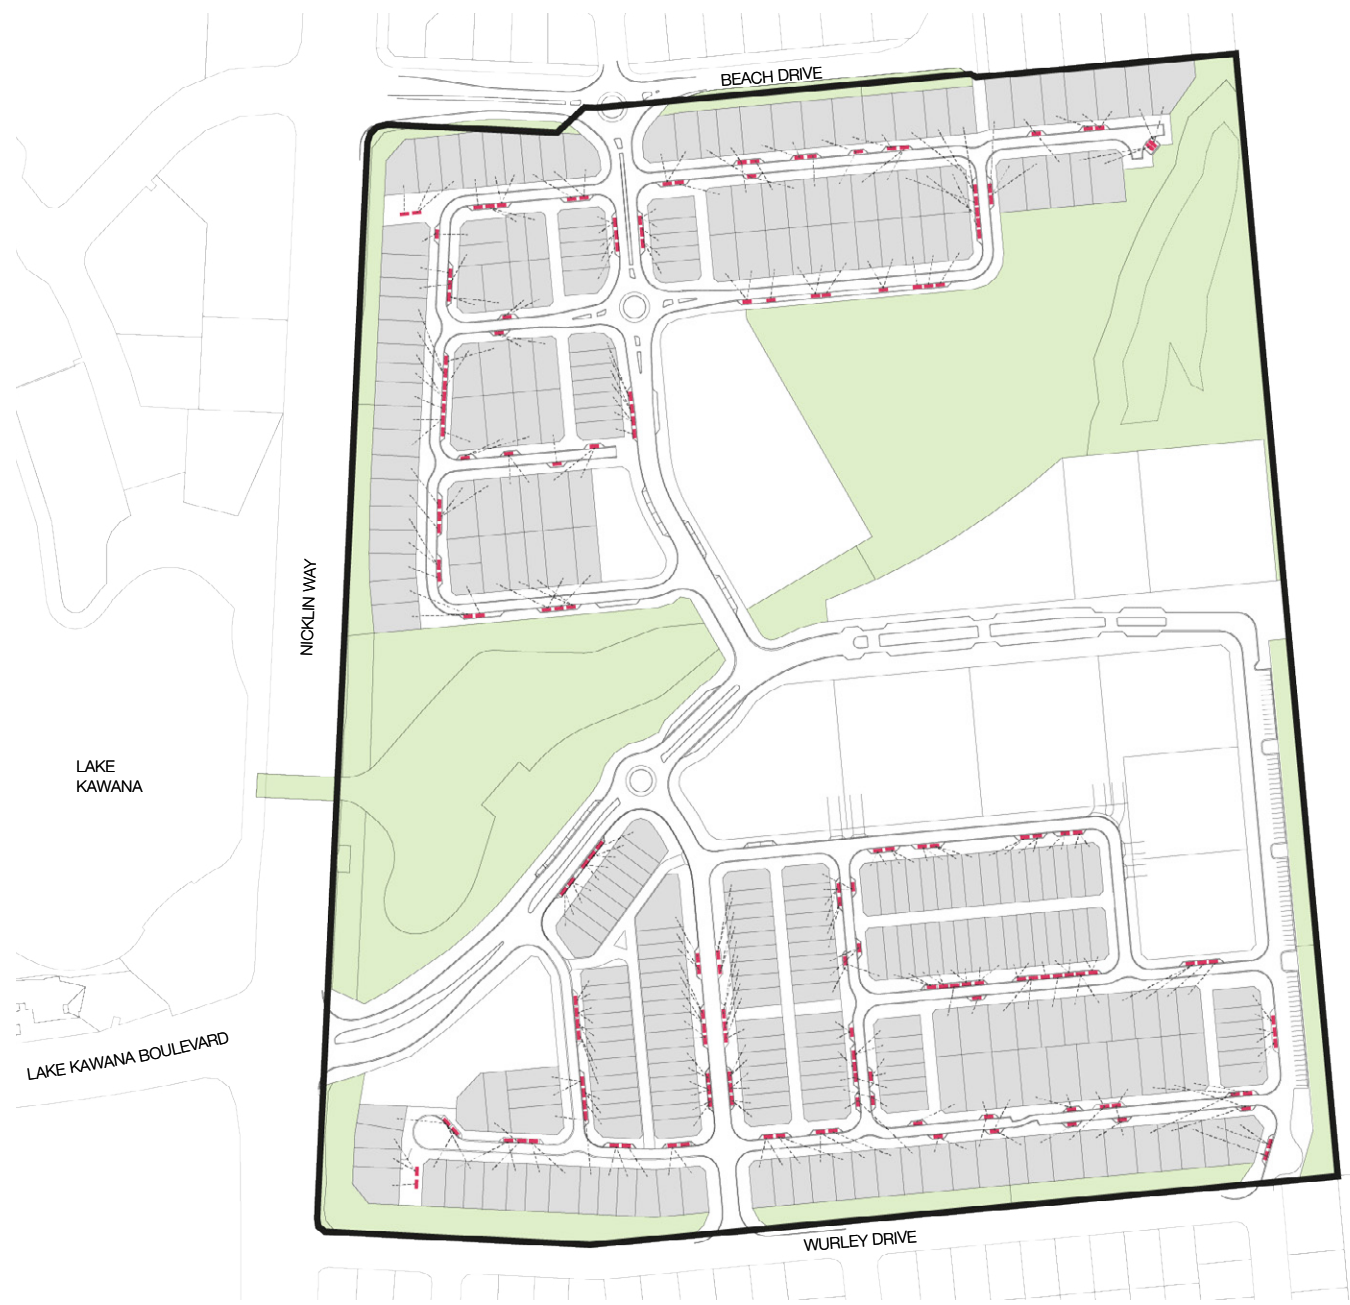 BEACH DRIVE
NICKLIN WAY
LAKE
KAWANA
LAKE KAWANA BOULEVARD
WURLEY DRIVE